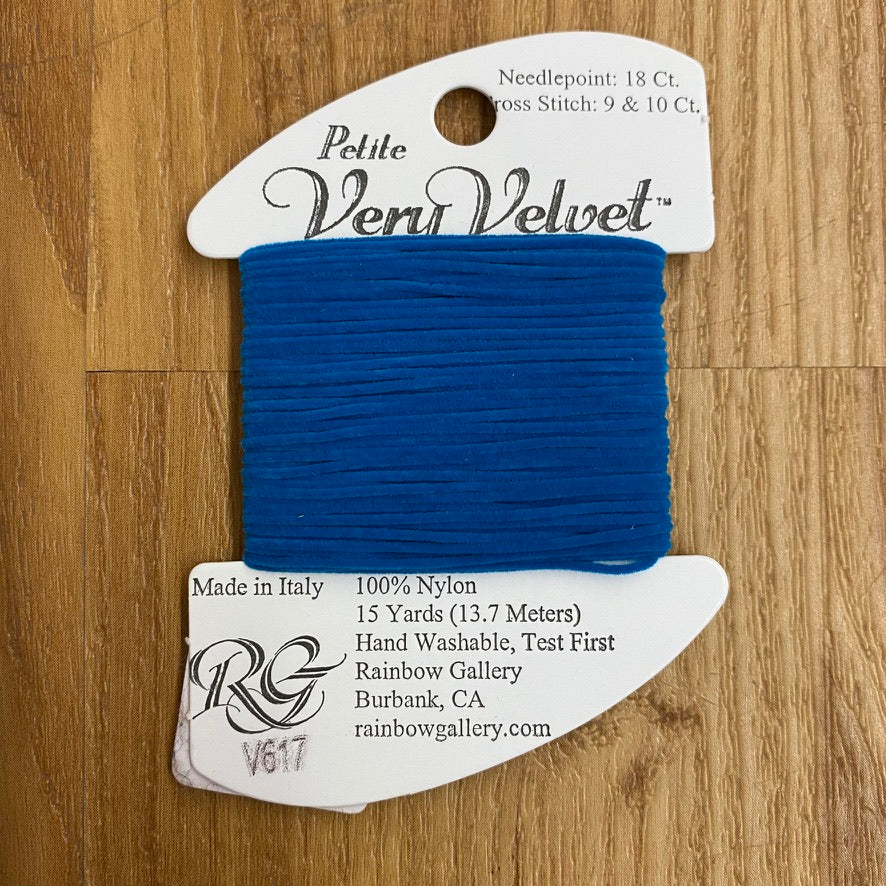 Needlepoint: 18 Ct.
ross Stitch: 9 & 10 Ct.
Petite
Very Velvet™
Made in Italy
100% Nylon
15 Yards (13.7 Meters)
Hand Washable, Test First
Rainbow Gallery
Burbank, CA
rainbowgallery.com
RG
V617